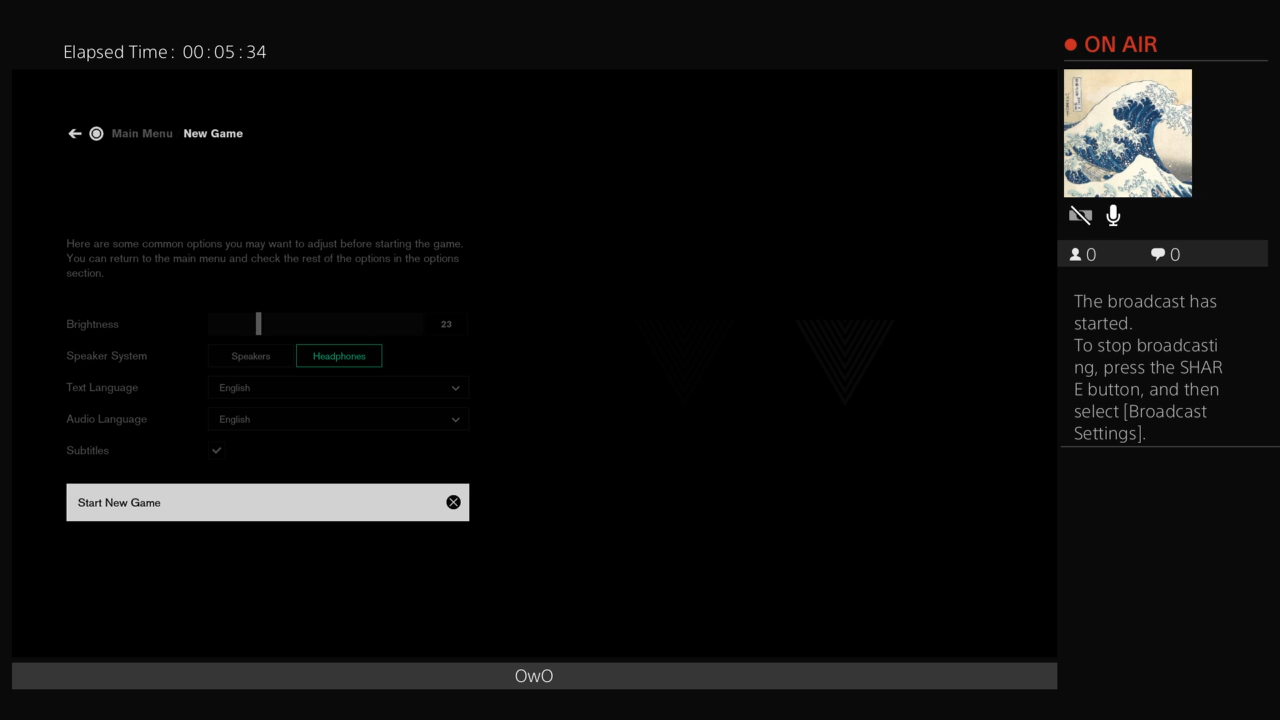 Elapsed Time: 00:05:34
ON AIR
Main Menu New Game
0 0
Here are some common options you may want to adjust before starting the game.
You can return to the main menu and check the rest of the options in the options
section.
Brightness 23
Speaker System Speakers Headphones
Text Language English
Audio Language English
Subtitles
Start New Game
The broadcast has
started.
To stop broadcasti
ng, press the SHAR
E button, and then
select [Broadcast
Settings].
OwO